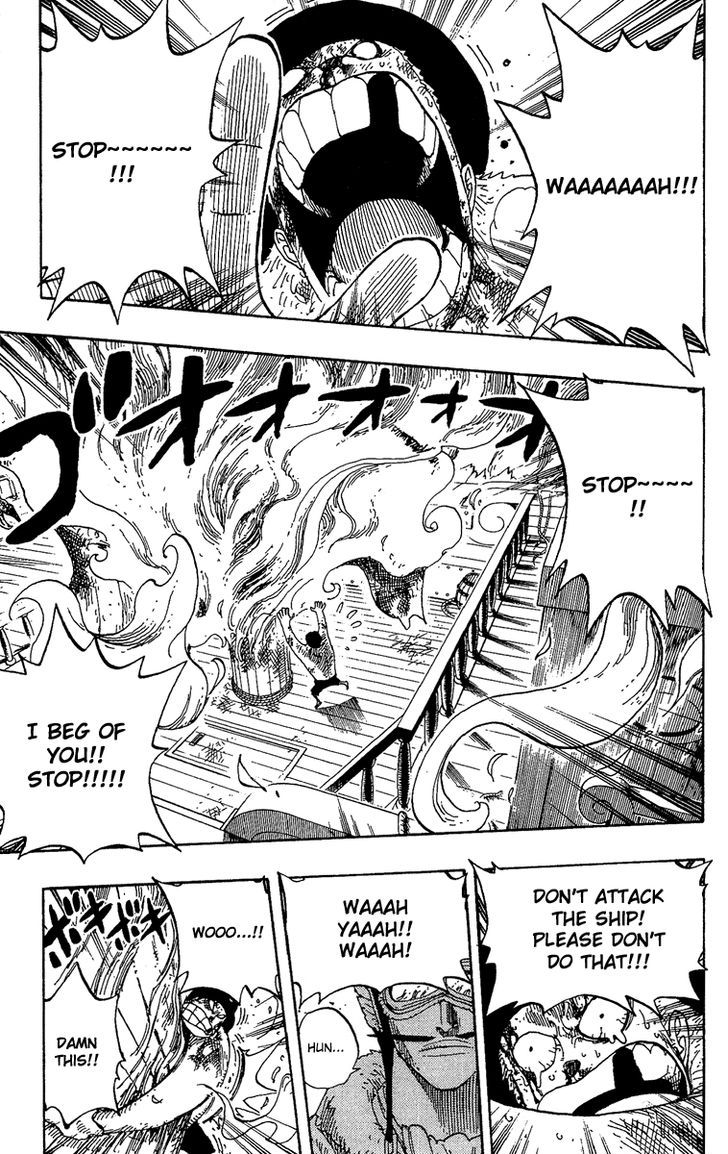 WAAAAAAAH!!!
STOP~~~~~~
!!!
STOP~~~~
!!
ブオオオオオ
I BEG OF
YOU!!
STOP!!!!!
DON'T ATTACK
THE SHIP!
PLEASE DON'T
DO THAT!!!
WAAAH
YAAAH!!
WAAAH!
HUN...
WOOO...!!
ボキボキ
DAMN
THIS!!